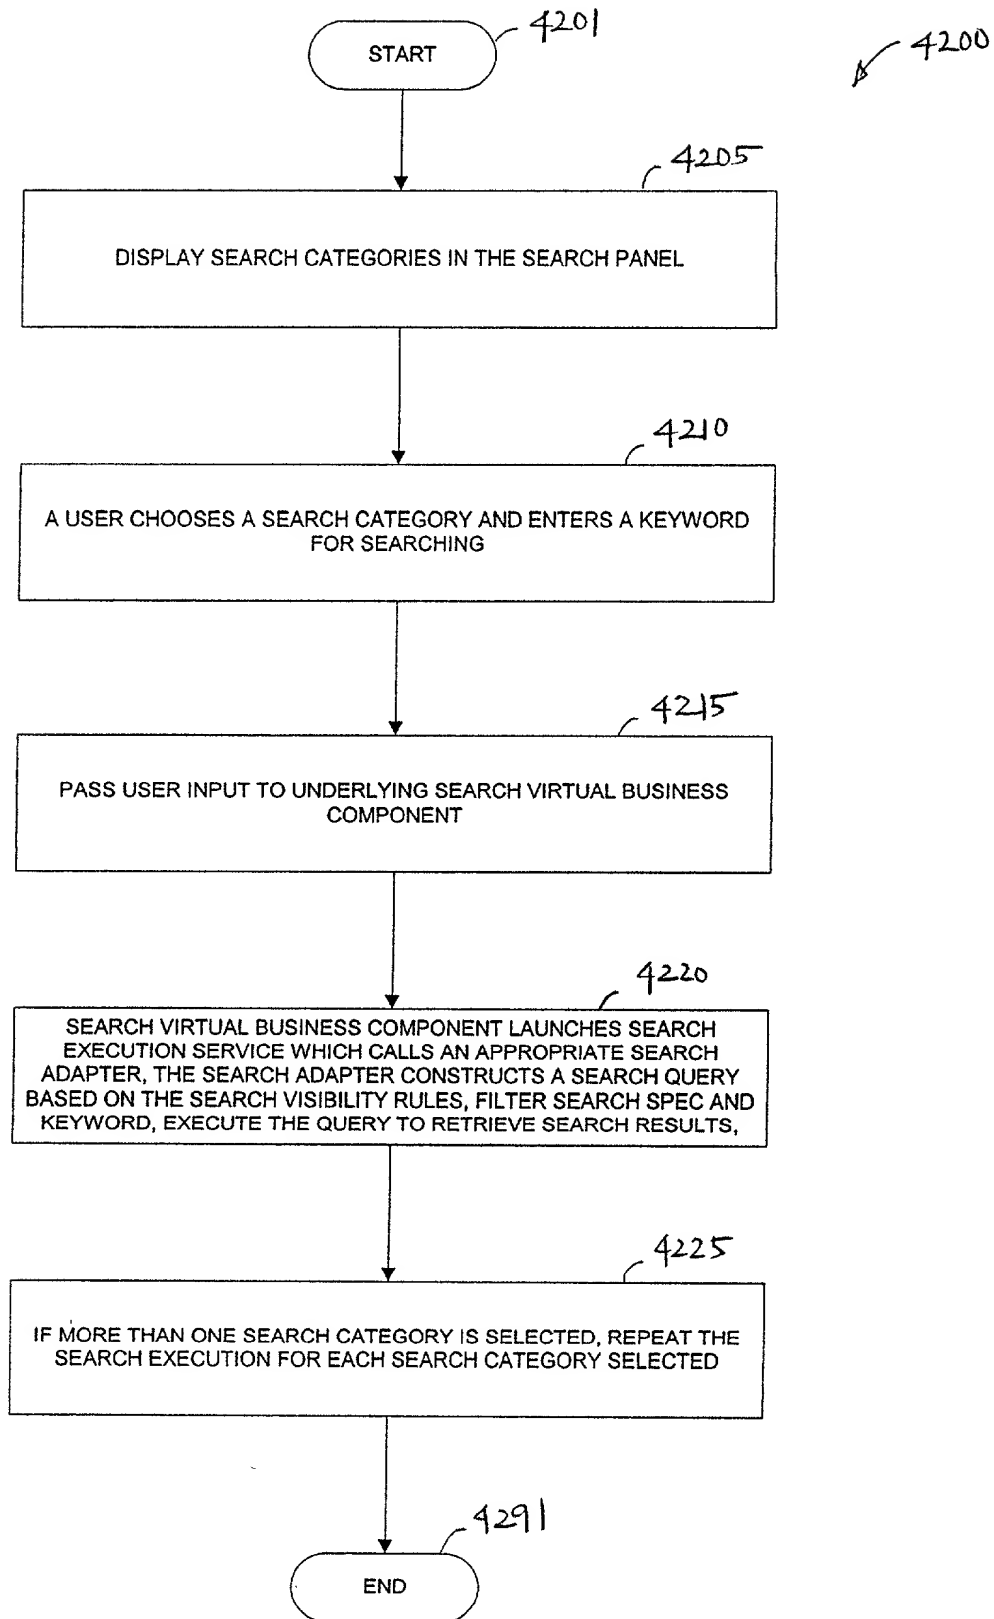 4201
START
4200
4205
DISPLAY SEARCH CATEGORIES IN THE SEARCH PANEL
4210
A USER CHOOSES A SEARCH CATEGORY AND ENTERS A KEYWORD
FOR SEARCHING
4215
PASS USER INPUT TO UNDERLYING SEARCH VIRTUAL BUSINESS
COMPONENT
4220
SEARCH VIRTUAL BUSINESS COMPONENT LAUNCHES SEARCH
EXECUTION SERVICE WHICH CALLS AN APPROPRIATE SEARCH
ADAPTER, THE SEARCH ADAPTER CONSTRUCTS A SEARCH QUERY
BASED ON THE SEARCH VISIBILITY RULES, FILTER SEARCH SPEC AND
KEYWORD, EXECUTE THE QUERY TO RETRIEVE SEARCH RESULTS,
4225
IF MORE THAN ONE SEARCH CATEGORY IS SELECTED, REPEAT THE
SEARCH EXECUTION FOR EACH SEARCH CATEGORY SELECTED
4291
END